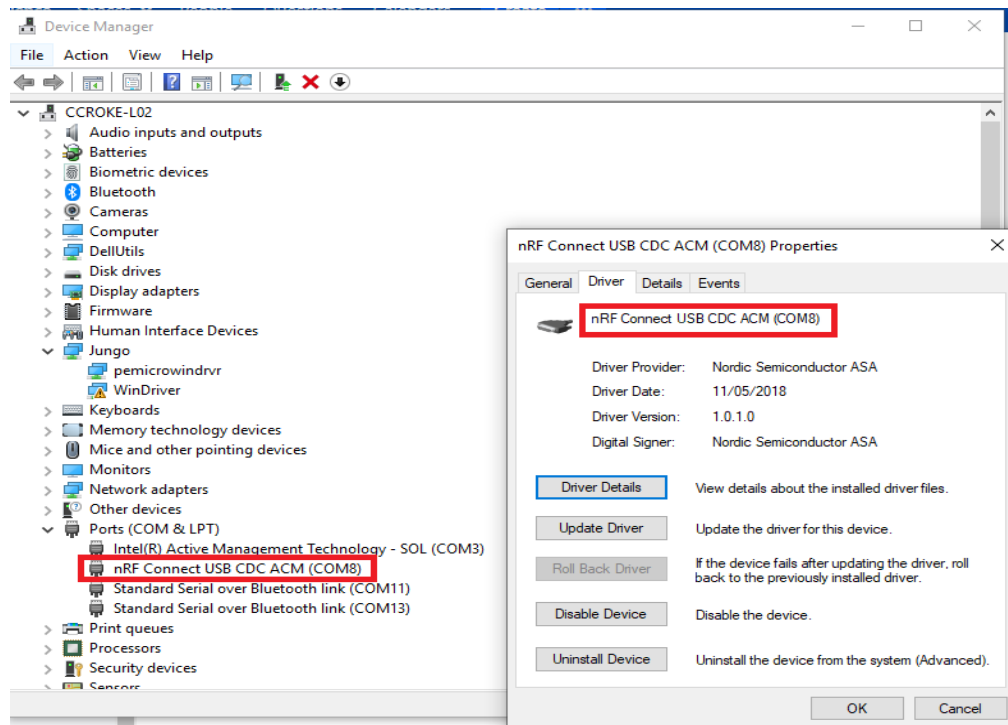 Device Manager
File Action View Help
CCROKE-L02
Audio inputs and outputs
Batteries
Biometric devices
Bluetooth
Cameras
Computer
DellUtils
Disk drives
Display adapters
Firmware
Human Interface Devices
Jungo
pemicrowindrvr
WinDriver
Keyboards
Memory technology devices
Mice and other pointing devices
Monitors
Network adapters
Other devices
Ports (COM & LPT)
Intel(R) Active Management Technology - SOL (COM3)
nRF Connect USB CDC ACM (COM8)
Standard Serial over Bluetooth link (COM11)
Standard Serial over Bluetooth link (COM13)
Print queues
Processors
Security devices
Sensors
nRF Connect USB CDC ACM (COM8) Properties
General Driver Details Events
nRF Connect USB CDC ACM (COM8)
Driver Provider: Nordic Semiconductor ASA
Driver Date: 11/05/2018
Driver Version: 1.0.1.0
Digital Signer: Nordic Semiconductor ASA
Driver Details View details about the installed driver files.
Update Driver Update the driver for this device.
Roll Back Driver If the device fails after updating the driver, roll
back to the previously installed driver.
Disable Device Disable the device.
Uninstall Device Uninstall the device from the system (Advanced).
OK Cancel